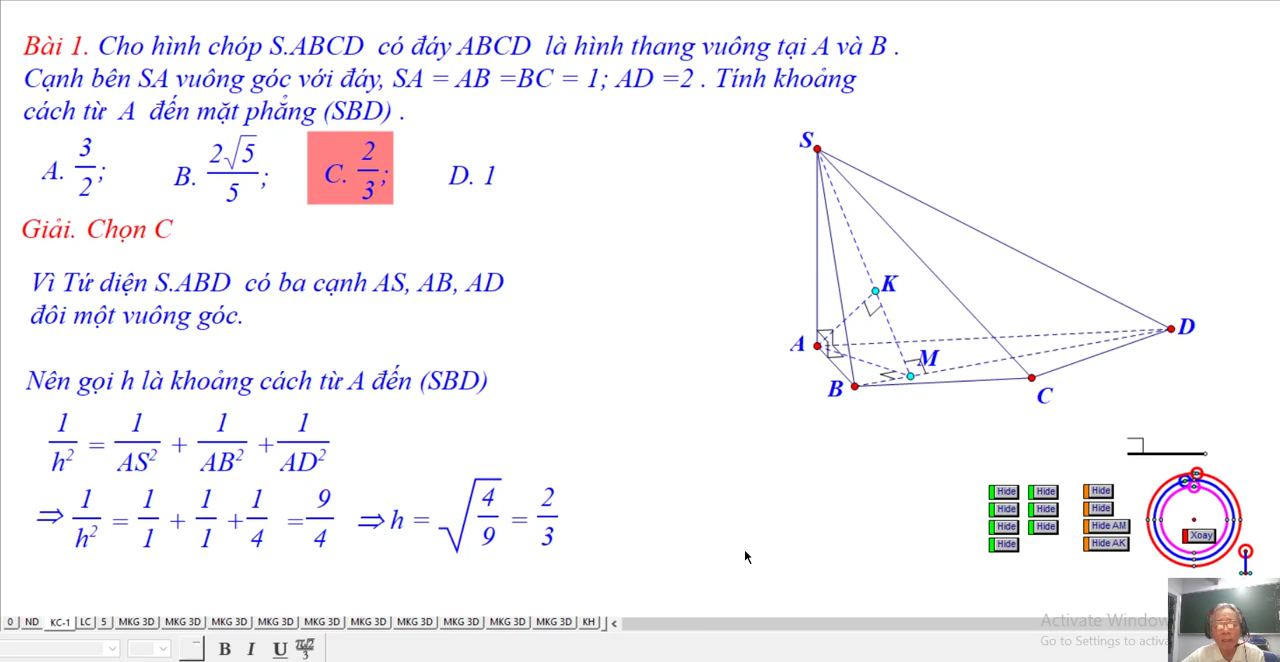 Bài 1. Cho hình chóp S.ABCD có đáy ABCD là hình thang vuông tại A và B .
Cạnh bên SA vuông góc với đáy, SA = AB =BC = 1; AD =2 . Tính khoảng
cách từ A đến mặt phẳng (SBD) .
A. 3/2; B. 2√5/5; C. 2/3; D. 1
Giải. Chọn C
Vì Tứ diện S.ABD có ba cạnh AS, AB, AD
đôi một vuông góc.
Nên gọi h là khoảng cách từ A đến (SBD)
1/h² = 1/AS² + 1/AB² + 1/AD²
⇒ 1/h² = 1/1 + 1/1 + 1/4 = 9/4 ⇒ h = √(4/9) = 2/3
S
K
A
D
M
B
C
Hide Hide Hide
Hide Hide Hide
Hide Hide Hide AM
Hide Hide AK
Xoay
Activate Window
Go to Settings to activa
0 ND KC-1 LC 5 MKG 3D MKG 3D MKG 3D MKG 3D MKG 3D MKG 3D MKG 3D MKG 3D MKG 3D MKG 3D KH
B I U